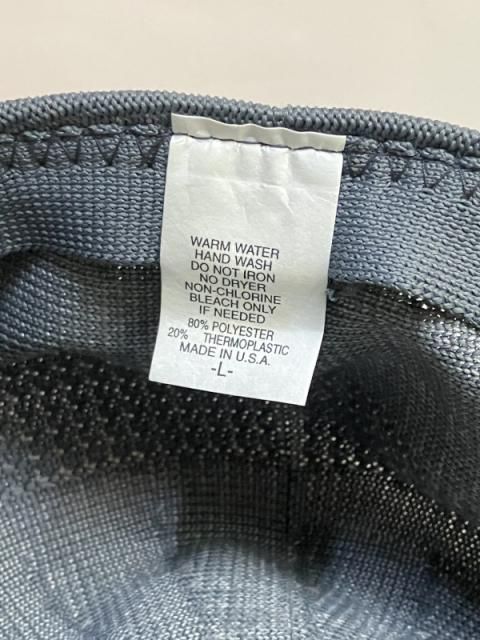 WARM WATER
HAND WASH
DO NOT IRON
NO DRYER
NON-CHLORINE
BLEACH ONLY
IF NEEDED
80% POLYESTER
20% THERMOPLASTIC
MADE IN U.S.A.
-L-